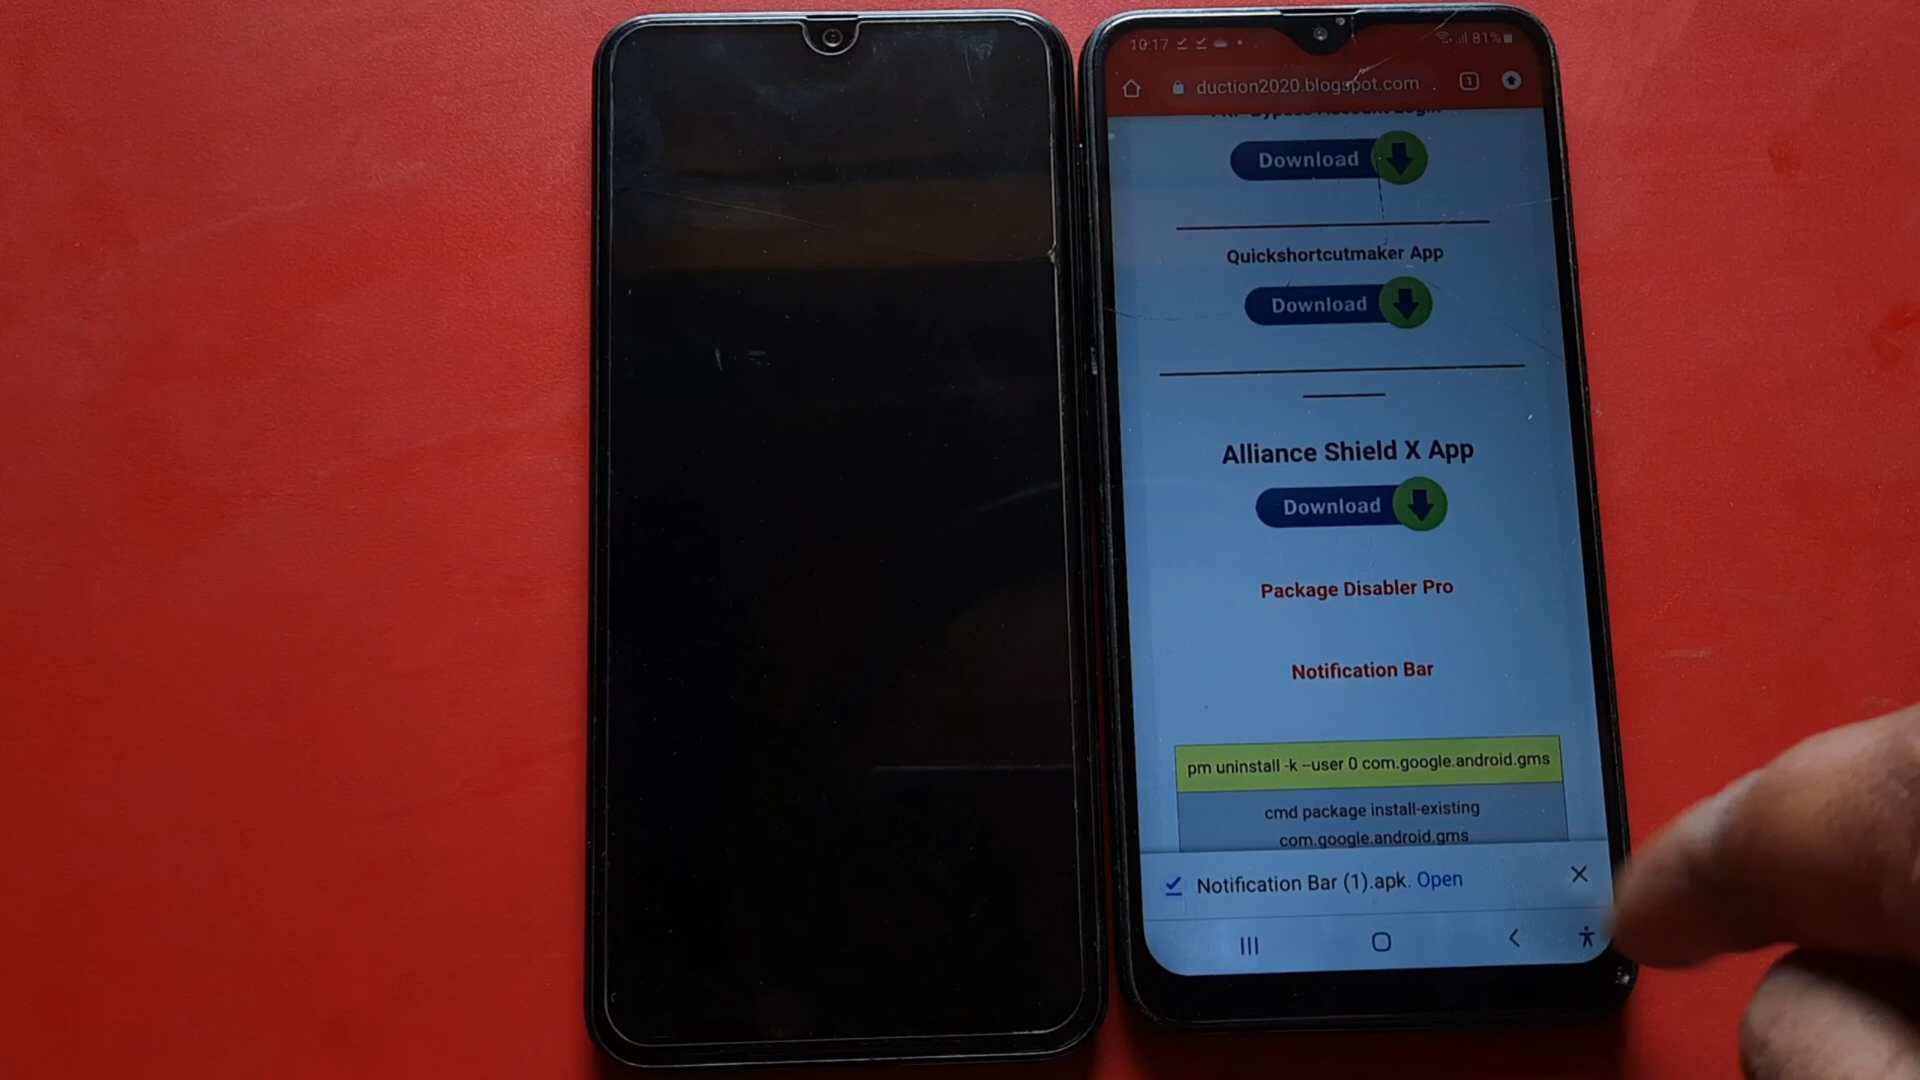 10:17
81%
duction2020.blogspot.com
1
Download
Quickshortcutmaker App
Download
Alliance Shield X App
Download
Package Disabler Pro
Notification Bar
pm uninstall -k --user 0 com.google.android.gms
cmd package install-existing
com.google.android.gms
Notification Bar (1).apk. Open